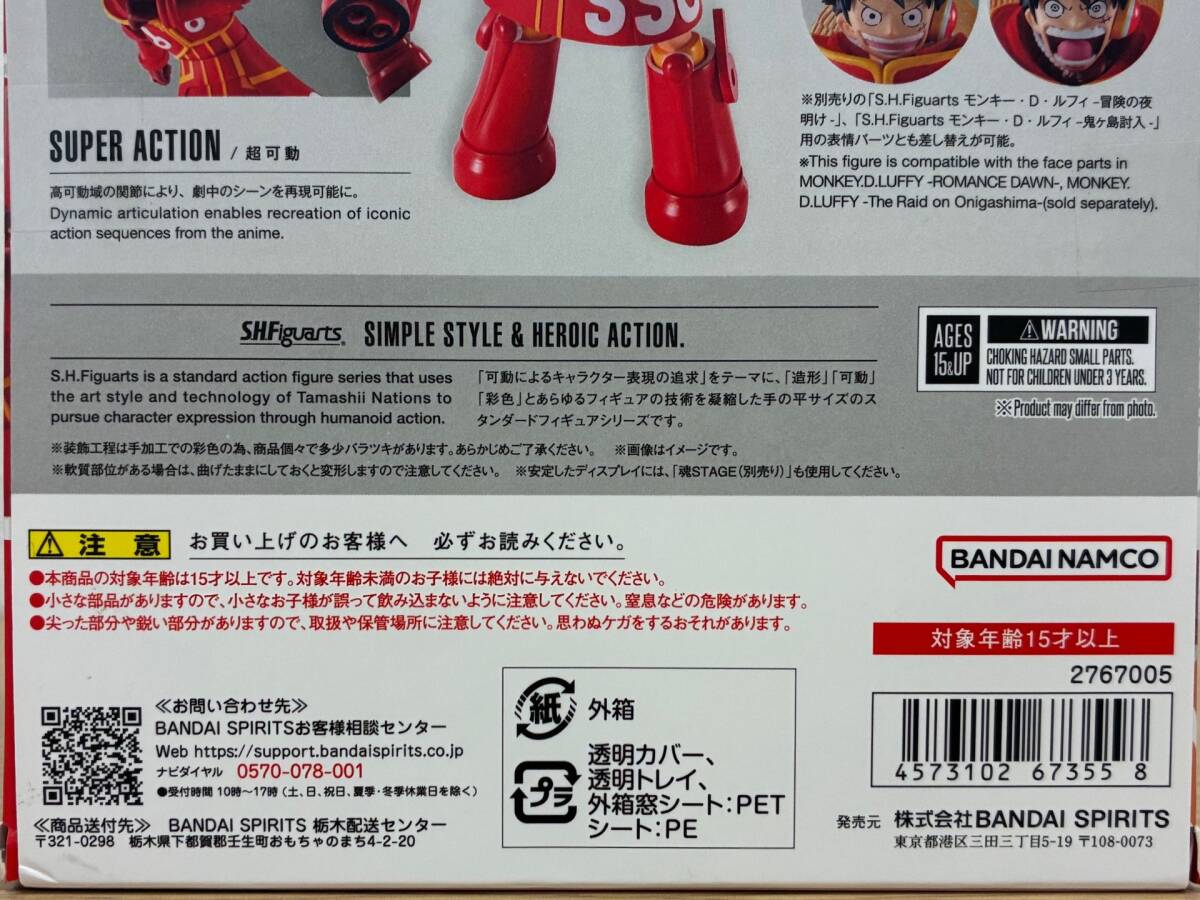 SSG
SUPER ACTION / 超可動
高可動域の関節により、劇中のシーンを再現可能に。
Dynamic articulation enables recreation of iconic
action sequences from the anime.
※別売りの「S.H.Figuarts モンキー・D・ルフィ -冒険の夜
明け-」、「S.H.Figuarts モンキー・D・ルフィ -鬼ヶ島討入-」
用の表情パーツとも差し替えが可能。
※This figure is compatible with the face parts in
MONKEY.D.LUFFY -ROMANCE DAWN-, MONKEY.
D.LUFFY -The Raid on Onigashima-(sold separately).
S.H.Figuarts® SIMPLE STYLE & HEROIC ACTION.
S.H.Figuarts is a standard action figure series that uses
the art style and technology of Tamashii Nations to
pursue character expression through humanoid action.
「可動によるキャラクター表現の追求」をテーマに、「造形」「可動」
「彩色」とあらゆるフィギュアの技術を凝縮した手の平サイズのス
タンダードフィギュアシリーズです。
※装飾工程は手加工での彩色の為、商品個々で多少バラツキがあります。あらかじめご了承ください。 ※画像はイメージです。
※軟質部位がある場合は、曲げたままにしておくと変形しますので注意してください。 ※安定したディスプレイには、「魂STAGE(別売り)」も使用してください。
AGES
15&UP
⚠WARNING
CHOKING HAZARD SMALL PARTS.
NOT FOR CHILDREN UNDER 3 YEARS.
※Product may differ from photo.
⚠ 注意 お買い上げのお客様へ 必ずお読みください。
●本商品の対象年齢は15才以上です。対象年齢未満のお子様には絶対に与えないでください。
●小さな部品がありますので、小さなお子様が誤って飲み込まないように注意してください。窒息などの危険があります。
●尖った部分や鋭い部分がありますので、取扱や保管場所に注意してください。思わぬケガをするおそれがあります。
BANDAI NAMCO
対象年齢15才以上
2767005
4573102 67355 8
≪お問い合わせ先≫
BANDAI SPIRITSお客様相談センター
Web https://support.bandaispirits.co.jp
ナビダイヤル 0570-078-001
●受付時間 10時〜17時 (土、日、祝日、夏季・冬季休業日を除く)
≪商品送付先≫ BANDAI SPIRITS 栃木配送センター
〒321-0298 栃木県下都賀郡壬生町おもちゃのまち4-2-20
紙 外箱
プラ 透明カバー、
透明トレイ、
外箱窓シート:PET
シート:PE
発売元 株式会社BANDAI SPIRITS
東京都港区三田三丁目5-19 〒108-0073